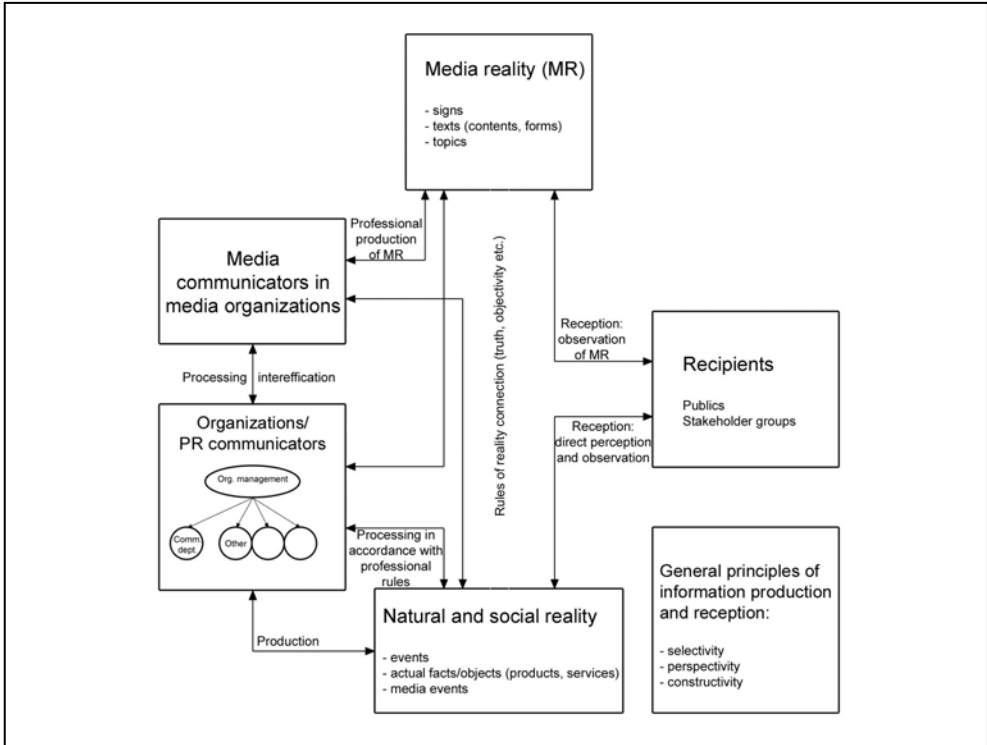 Media reality (MR)
- signs
- texts (contents, forms)
- topics
Professional
production
of MR
Media
communicators in
media organizations
Rules of reality connection (truth, objectivity etc.)
Reception:
observation
of MR
Recipients
Publics
Stakeholder groups
Processing intereffication
Organizations/
PR communicators
Org. management
Comm.
dept.
Other
Reception:
direct perception
and observation
Processing in
accordance with
professional
rules
General principles of
information production
and reception:
- selectivity
- perspectivity
- constructivity
Production
Natural and social reality
- events
- actual facts/objects (products, services)
- media events